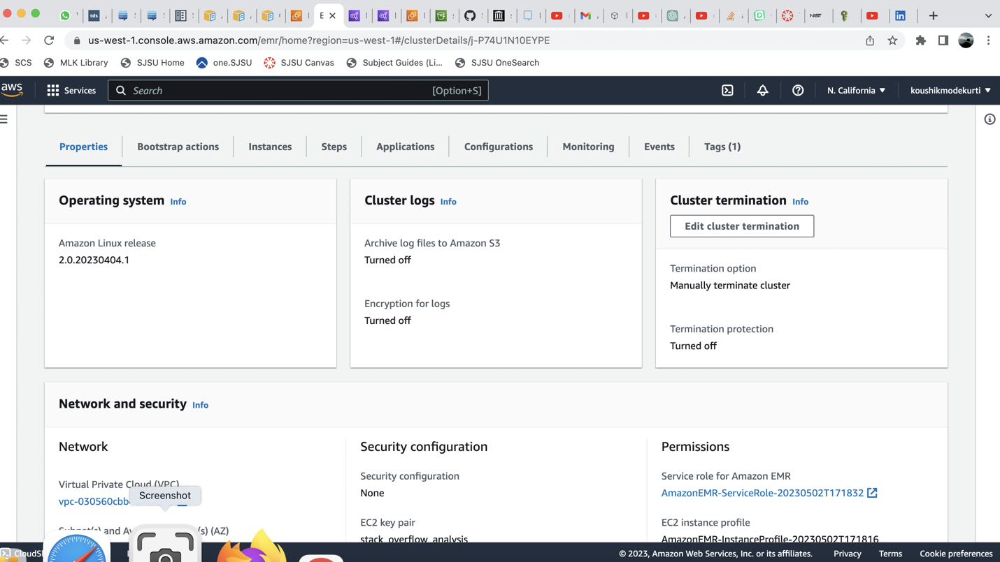 tds
NIST
us-west-1.console.aws.amazon.com/emr/home?region=us-west-1#/clusterDetails/j-P74U1N10EYPE
SCS MLK Library SJSU Home one.SJSU SJSU Canvas Subject Guides (Li... SJSU OneSearch
aws Services Search [Option+S] N. California koushikmodekurti
Properties Bootstrap actions Instances Steps Applications Configurations Monitoring Events Tags (1)
Operating system Info
Amazon Linux release
2.0.20230404.1
Cluster logs Info
Archive log files to Amazon S3
Turned off
Encryption for logs
Turned off
Cluster termination Info
Edit cluster termination
Termination option
Manually terminate cluster
Termination protection
Turned off
Network and security Info
Network
Virtual Private Cloud (VPC)
vpc-030560cbb
Screenshot
Subnet(s) and (AZ)
Security configuration
Security configuration
None
EC2 key pair
stack_overflow_analysis
Permissions
Service role for Amazon EMR
AmazonEMR-ServiceRole-20230502T171832
EC2 instance profile
AmazonEMR-InstanceProfile-20230502T171816
© 2023, Amazon Web Services, Inc. or its affiliates. Privacy Terms Cookie preferences